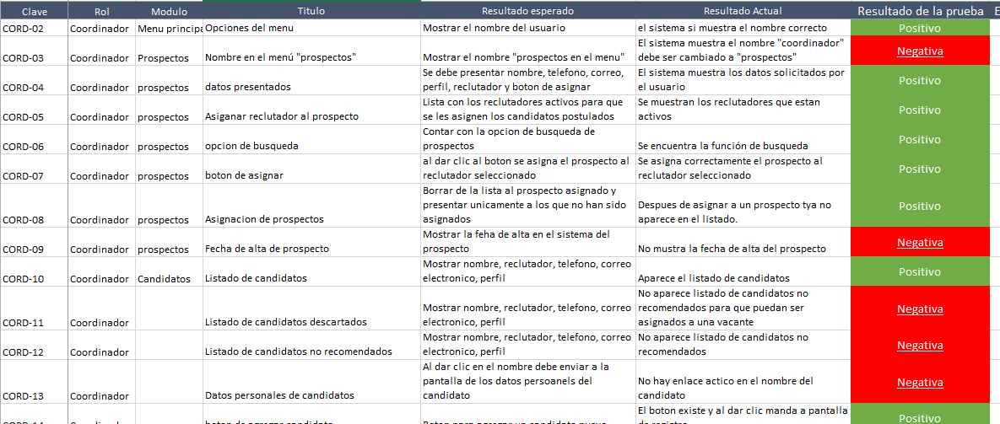 Clave Rol Modulo Titulo Resultado esperado Resultado Actual Resultado de la prueba E
CORD-02 Coordinador Menu principa Opciones del menu Mostrar el nombre del usuario el sistema si muestra el nombre correcto Positivo
El sistema muestra el nombre "coordinador"
CORD-03 Coordinador Prospectos Nombre en el menú "prospectos" Mostrar el nombre "prospectos en el menu" debe ser cambiado a "prospectos" Negativa
Se debe presentar nombre, telefono, correo, El sistema muestra los datos solicitados por
CORD-04 Coordinador prospectos datos presentados perfil, reclutador y boton de asignar el usuario Positivo
Lista con los reclutadores activos para que Se muestran los reclutadores que estan
CORD-05 Coordinador prospectos Asiganar reclutador al prospecto se les asignen los candidatos postulados activos Positivo
Contar con la opcion de busqueda de
CORD-06 Coordinador prospectos opcion de busqueda prospectos Se encuentra la función de busqueda Positivo
al dar clic al boton se asigna el prospecto al Se asigna correctamente el prospecto al
CORD-07 Coordinador prospectos boton de asignar reclutador seleccionado reclutador seleccionado Positivo
Borrar de la lista al prospecto asignado y
presentar unicamente a los que no han sido Despues de asignar a un prospecto tya no
CORD-08 Coordinador prospectos Asignacion de prospectos asignados aparece en el listado. Positivo
Mostrar la feha de alta en el sistema del
CORD-09 Coordinador prospectos Fecha de alta de prospecto prospecto No mustra la fecha de alta del prospecto Negativa
Mostrar nombre, reclutador, telefono, correo
CORD-10 Coordinador Candidatos Listado de candidatos electronico, perfil Aparece el listado de candidatos Positivo
No aparece listado de candidatos no
Mostrar nombre, reclutador, telefono, correo recomendados para que puedan ser
CORD-11 Coordinador Listado de candidatos descartados electronico, perfil asignados a una vacante Negativa
Mostrar nombre, reclutador, telefono, correo No aparece listado de candidatos no
CORD-12 Coordinador Listado de candidatos no recomendados electronico, perfil recomendados Negativa
Al dar clic en el nombre debe enviar a la
pantalla de los datos persoanels del No hay enlace actico en el nombre del
CORD-13 Coordinador Datos personales de candidatos candidato candidato Negativa
El boton existe y al dar clic manda a pantalla
Positivo